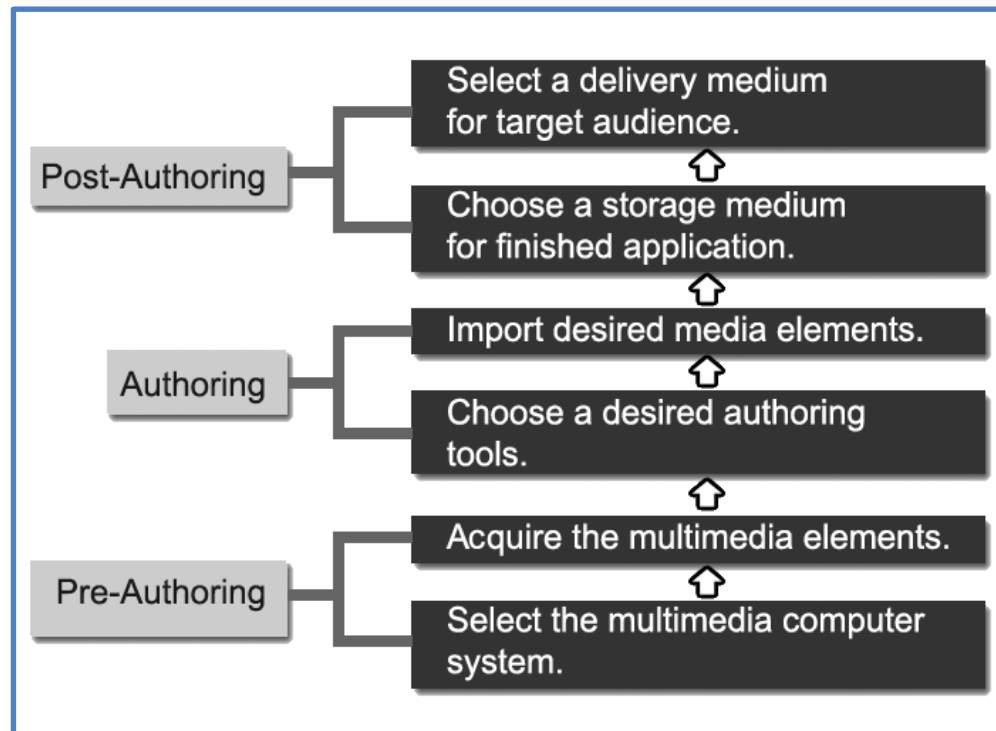 Select a delivery medium
for target audience.
Post-Authoring
Choose a storage medium
for finished application.
Import desired media elements.
Authoring
Choose a desired authoring
tools.
Acquire the multimedia elements.
Pre-Authoring
Select the multimedia computer
system.